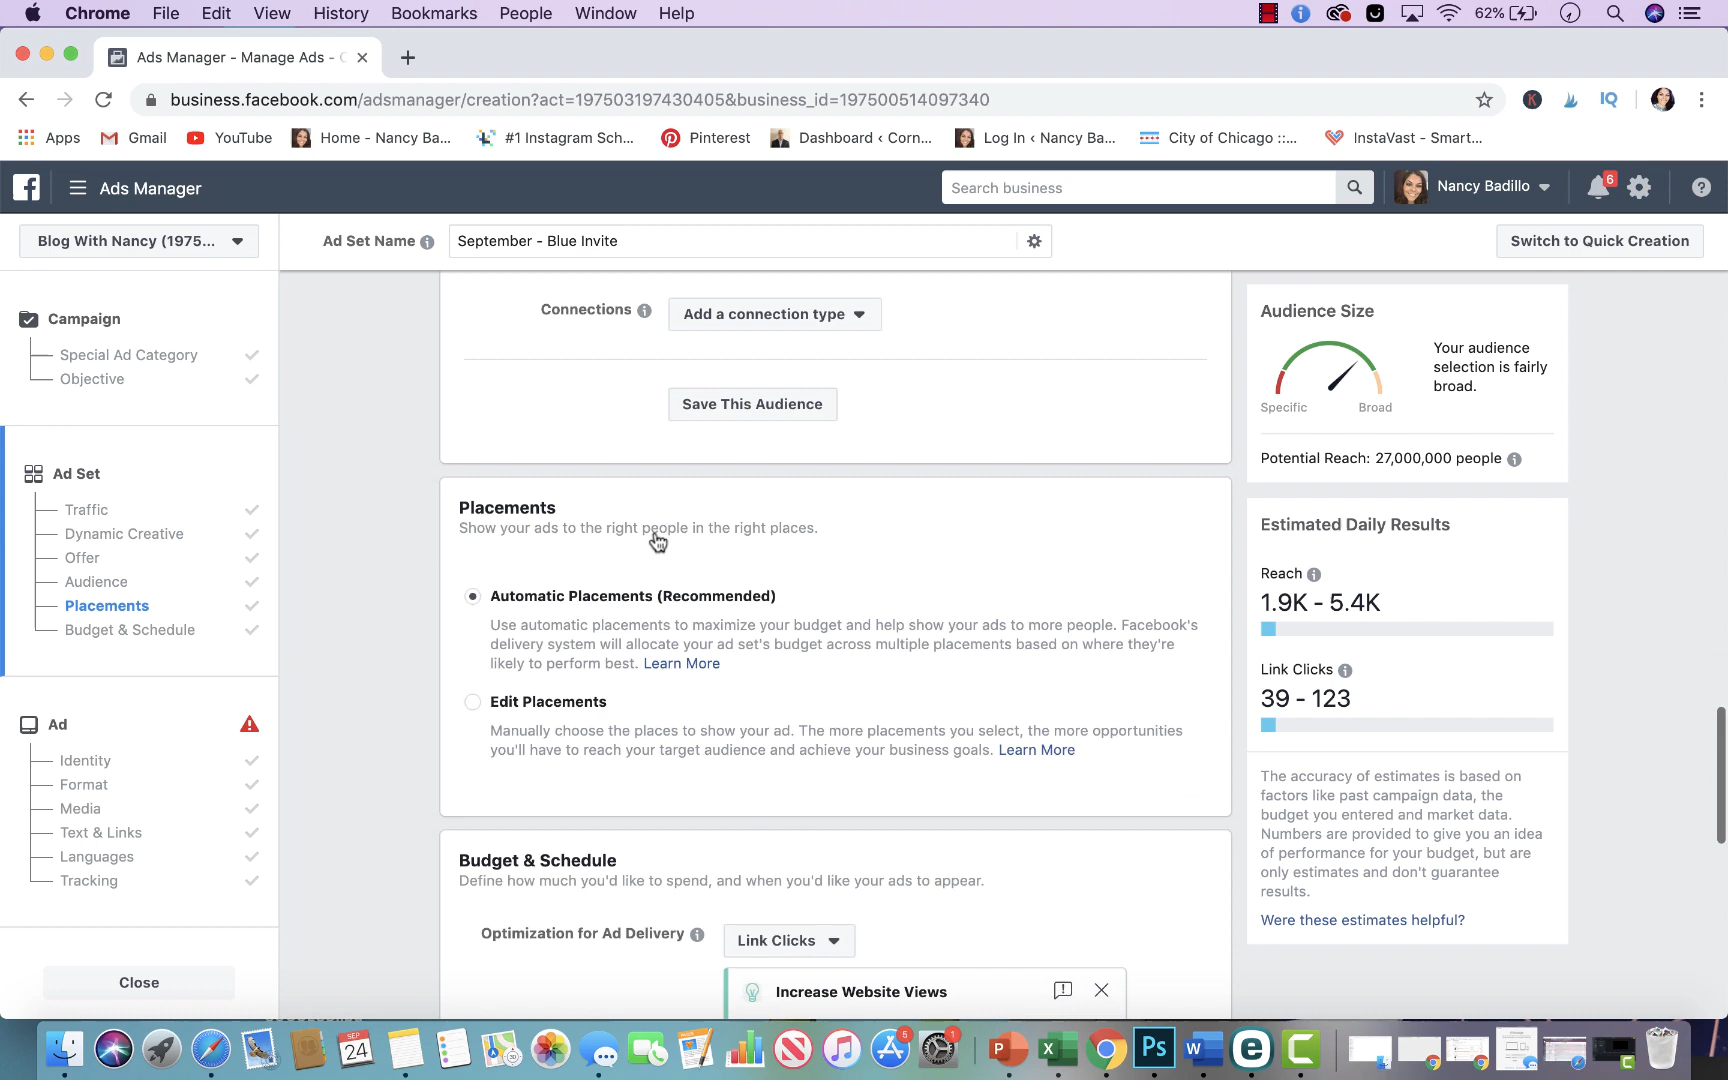 Chrome File Edit View History Bookmarks People Window Help 62%
Ads Manager - Manage Ads -
business.facebook.com/adsmanager/creation?act=197503197430405&business_id=197500514097340
Apps Gmail YouTube Home - Nancy Ba... #1 Instagram Sch... Pinterest Dashboard ‹ Corn... Log In ‹ Nancy Ba... City of Chicago ::... InstaVast - Smart...
Ads Manager Search business Nancy Badillo 6
Blog With Nancy (1975... Ad Set Name September - Blue Invite Switch to Quick Creation
Campaign
Special Ad Category
Objective
Ad Set
Traffic
Dynamic Creative
Offer
Audience
Placements
Budget & Schedule
Ad
Identity
Format
Media
Text & Links
Languages
Tracking
Close
Connections Add a connection type
Save This Audience
Placements
Show your ads to the right people in the right places.
Automatic Placements (Recommended)
Use automatic placements to maximize your budget and help show your ads to more people. Facebook's
delivery system will allocate your ad set's budget across multiple placements based on where they're
likely to perform best. Learn More
Edit Placements
Manually choose the places to show your ad. The more placements you select, the more opportunities
you'll have to reach your target audience and achieve your business goals. Learn More
Budget & Schedule
Define how much you'd like to spend, and when you'd like your ads to appear.
Optimization for Ad Delivery Link Clicks
Increase Website Views
Audience Size
Specific Broad
Your audience
selection is fairly
broad.
Potential Reach: 27,000,000 people
Estimated Daily Results
Reach
1.9K - 5.4K
Link Clicks
39 - 123
The accuracy of estimates is based on
factors like past campaign data, the
budget you entered and market data.
Numbers are provided to give you an idea
of performance for your budget, but are
only estimates and don't guarantee
results.
Were these estimates helpful?
SEP
24
5
1
P X Ps W